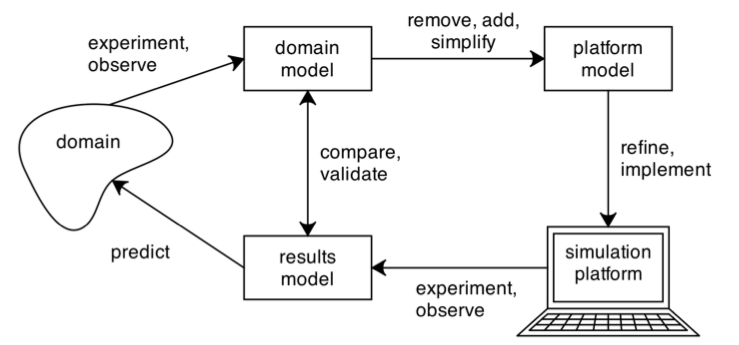 remove, add,
simplify
experiment,
observe
domain
model
platform
model
domain
compare,
validate
refine,
implement
predict
results
model
experiment,
observe
simulation
platform